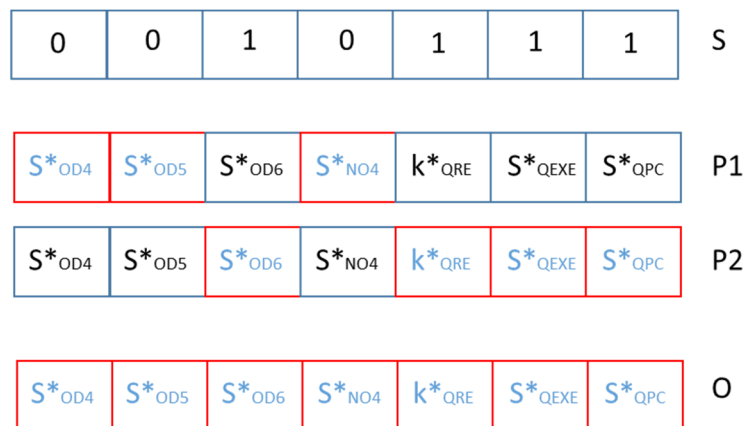 0 0 1 0 1 1 1 S
S*OD4 S*OD5 S*OD6 S*NO4 k*QRE S*QEXE S*QPC P1
S*OD4 S*OD5 S*OD6 S*NO4 k*QRE S*QEXE S*QPC P2
S*OD4 S*OD5 S*OD6 S*NO4 k*QRE S*QEXE S*QPC O